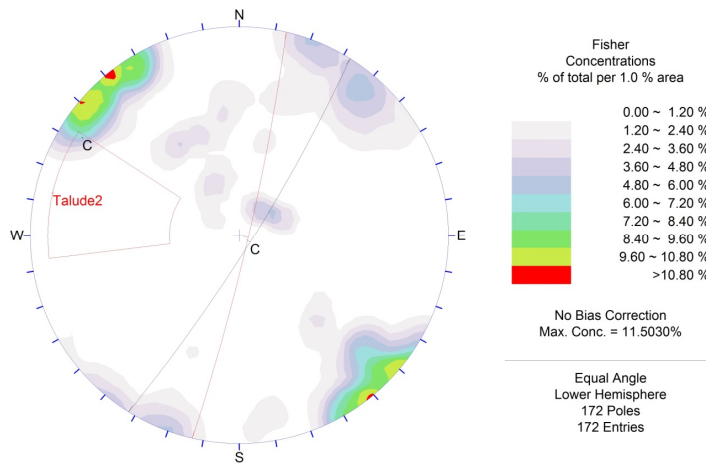 N
C
Talude2
W
E
C
S
Fisher
Concentrations
% of total per 1.0 % area
0.00 ~ 1.20 %
1.20 ~ 2.40 %
2.40 ~ 3.60 %
3.60 ~ 4.80 %
4.80 ~ 6.00 %
6.00 ~ 7.20 %
7.20 ~ 8.40 %
8.40 ~ 9.60 %
9.60 ~ 10.80 %
>10.80 %
No Bias Correction
Max. Conc. = 11.5030%
Equal Angle
Lower Hemisphere
172 Poles
172 Entries